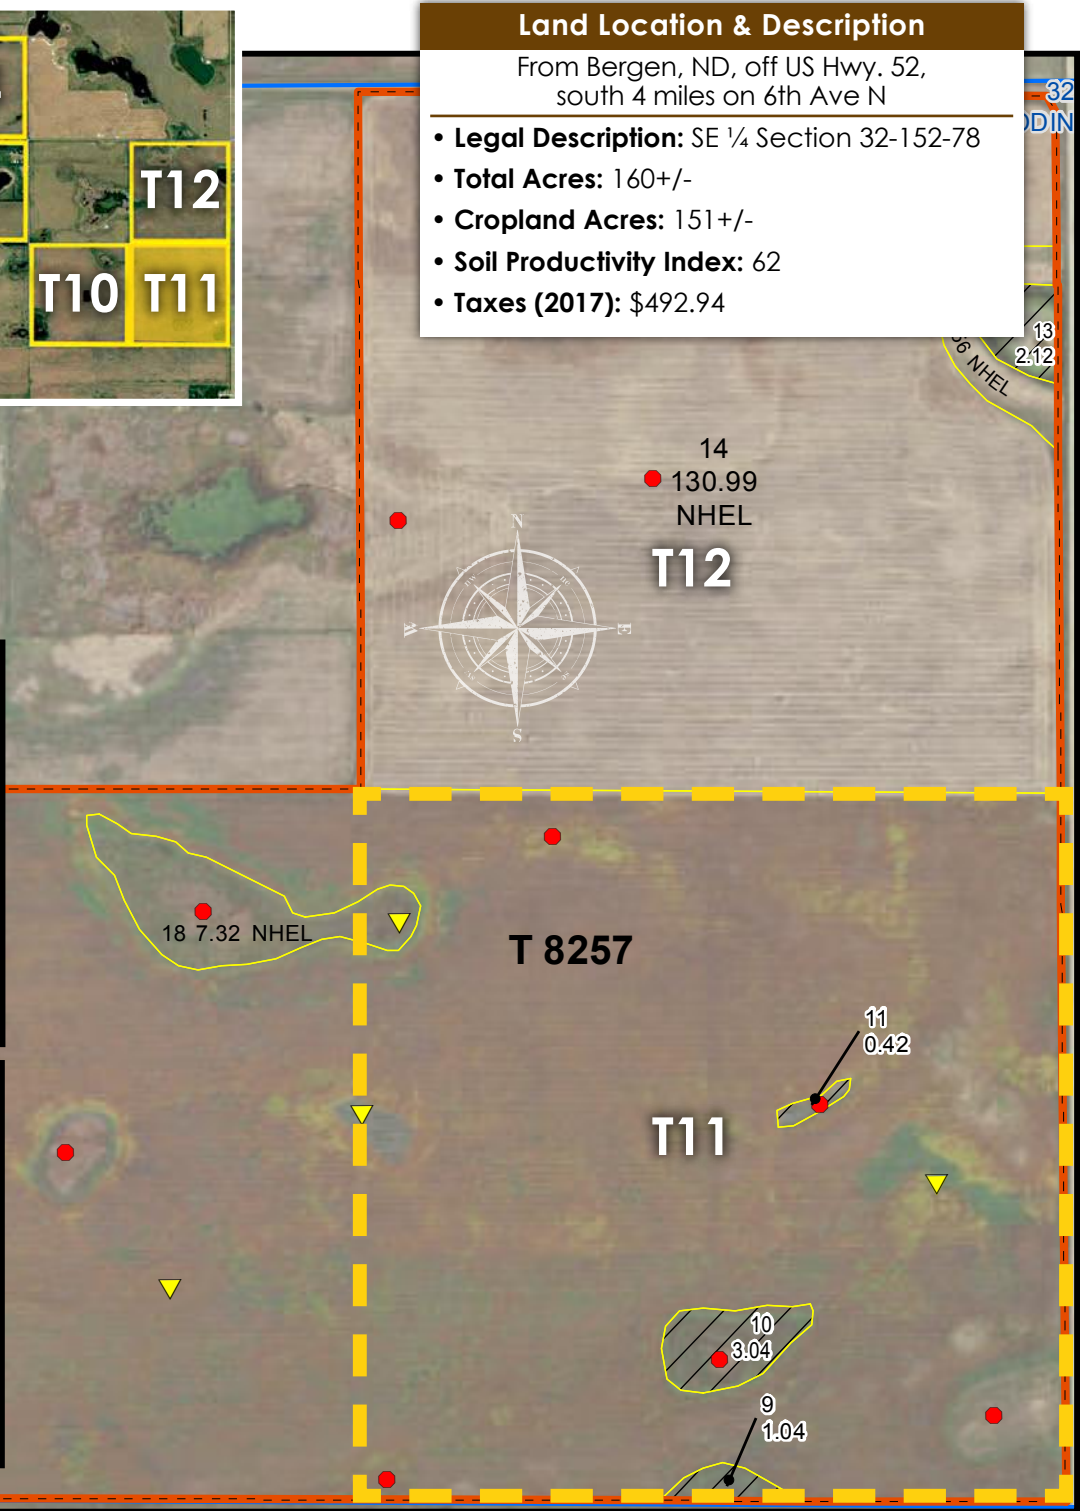 Land Location & Description
From Bergen, ND, off US Hwy. 52,
south 4 miles on 6th Ave N
• Legal Description: SE ¼ Section 32-152-78
• Total Acres: 160+/-
• Cropland Acres: 151+/-
• Soil Productivity Index: 62
• Taxes (2017): $492.94
T12
T10
T11
32
13
2.12
NHEL
14
130.99
NHEL
T12
N
W
E
S
18 7.32 NHEL
T 8257
11
0.42
T11
10
3.04
9
1.04